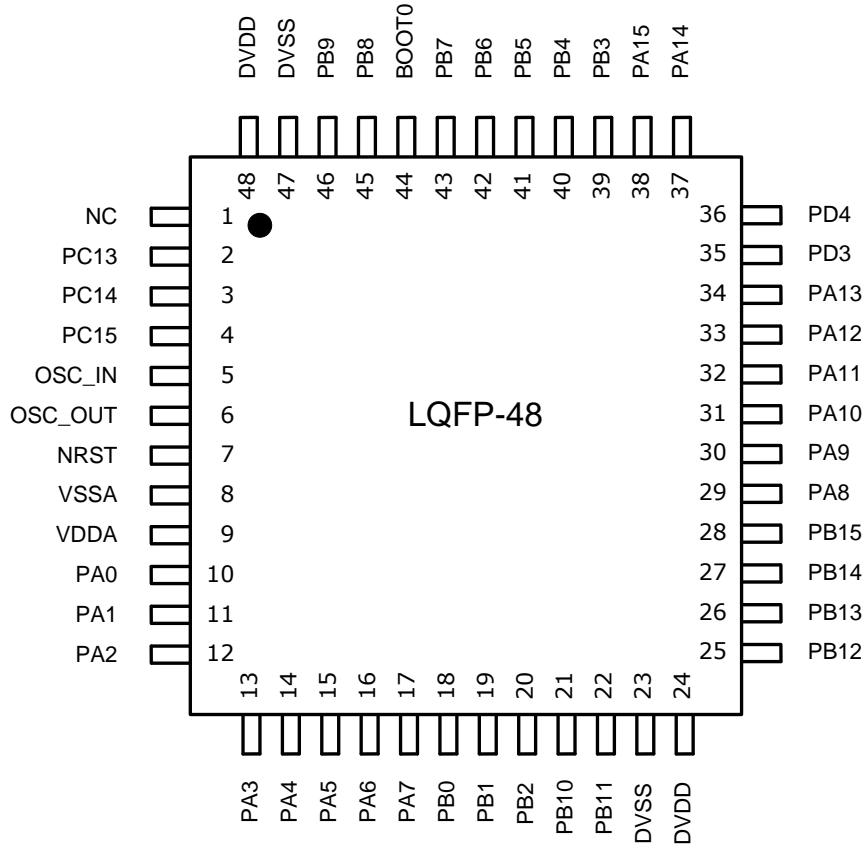 DVDD DVSS PB9 PB8 BOOT0 PB7 PB6 PB5 PB4 PB3 PA15 PA14
48 47 46 45 44 43 42 41 40 39 38 37
NC 1 36 PD4
PC13 2 35 PD3
PC14 3 34 PA13
PC15 4 33 PA12
OSC_IN 5 32 PA11
OSC_OUT 6 31 PA10
LQFP-48
NRST 7 30 PA9
VSSA 8 29 PA8
VDDA 9 28 PB15
PA0 10 27 PB14
PA1 11 26 PB13
PA2 12 25 PB12
13 14 15 16 17 18 19 20 21 22 23 24
PA3 PA4 PA5 PA6 PA7 PB0 PB1 PB2 PB10 PB11 DVSS DVDD